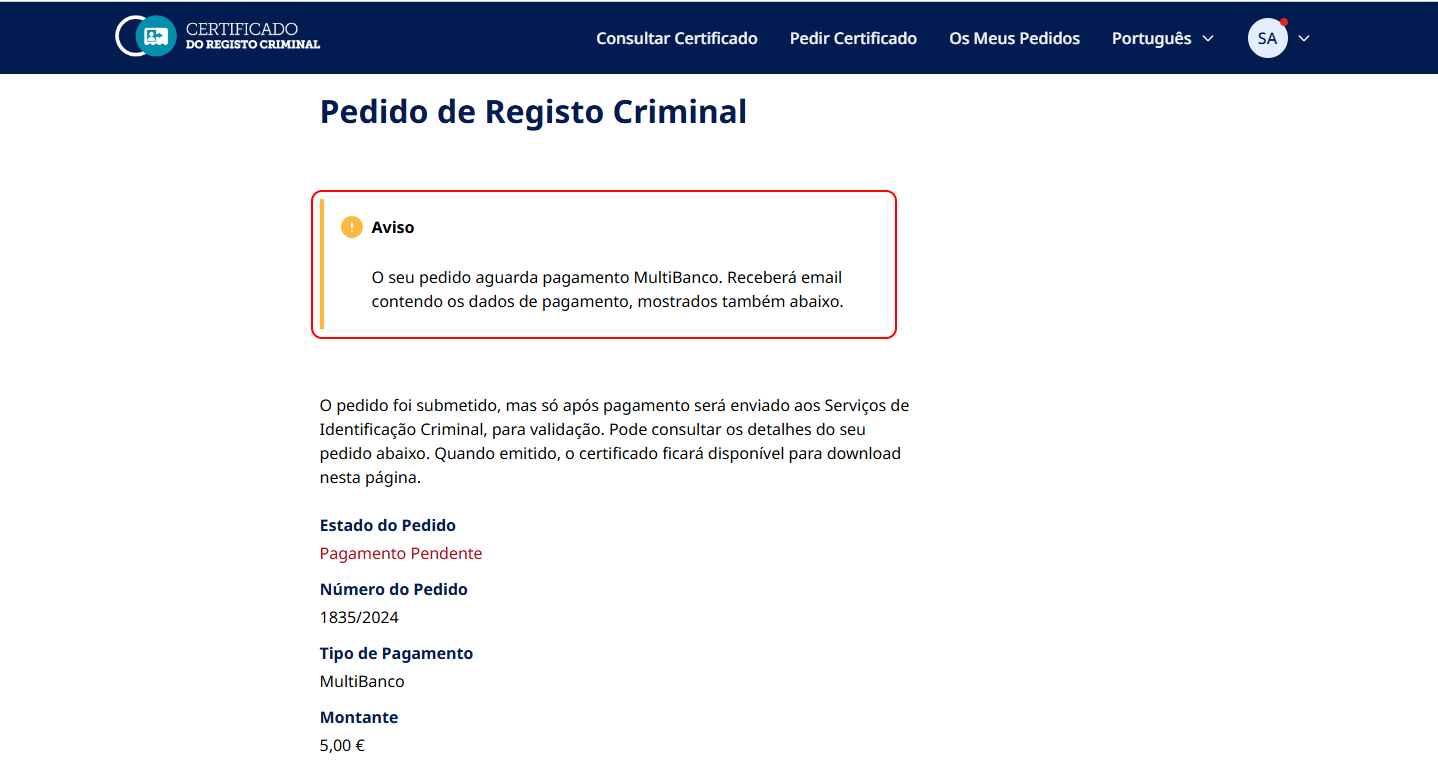 CERTIFICADO
DO REGISTO CRIMINAL
Consultar Certificado
Pedir Certificado
Os Meus Pedidos
Português
SA
Pedido de Registo Criminal
!
Aviso
O seu pedido aguarda pagamento MultiBanco. Receberá email
contendo os dados de pagamento, mostrados também abaixo.
O pedido foi submetido, mas só após pagamento será enviado aos Serviços de
Identificação Criminal, para validação. Pode consultar os detalhes do seu
pedido abaixo. Quando emitido, o certificado ficará disponível para download
nesta página.
Estado do Pedido
Pagamento Pendente
Número do Pedido
1835/2024
Tipo de Pagamento
MultiBanco
Montante
5,00 €